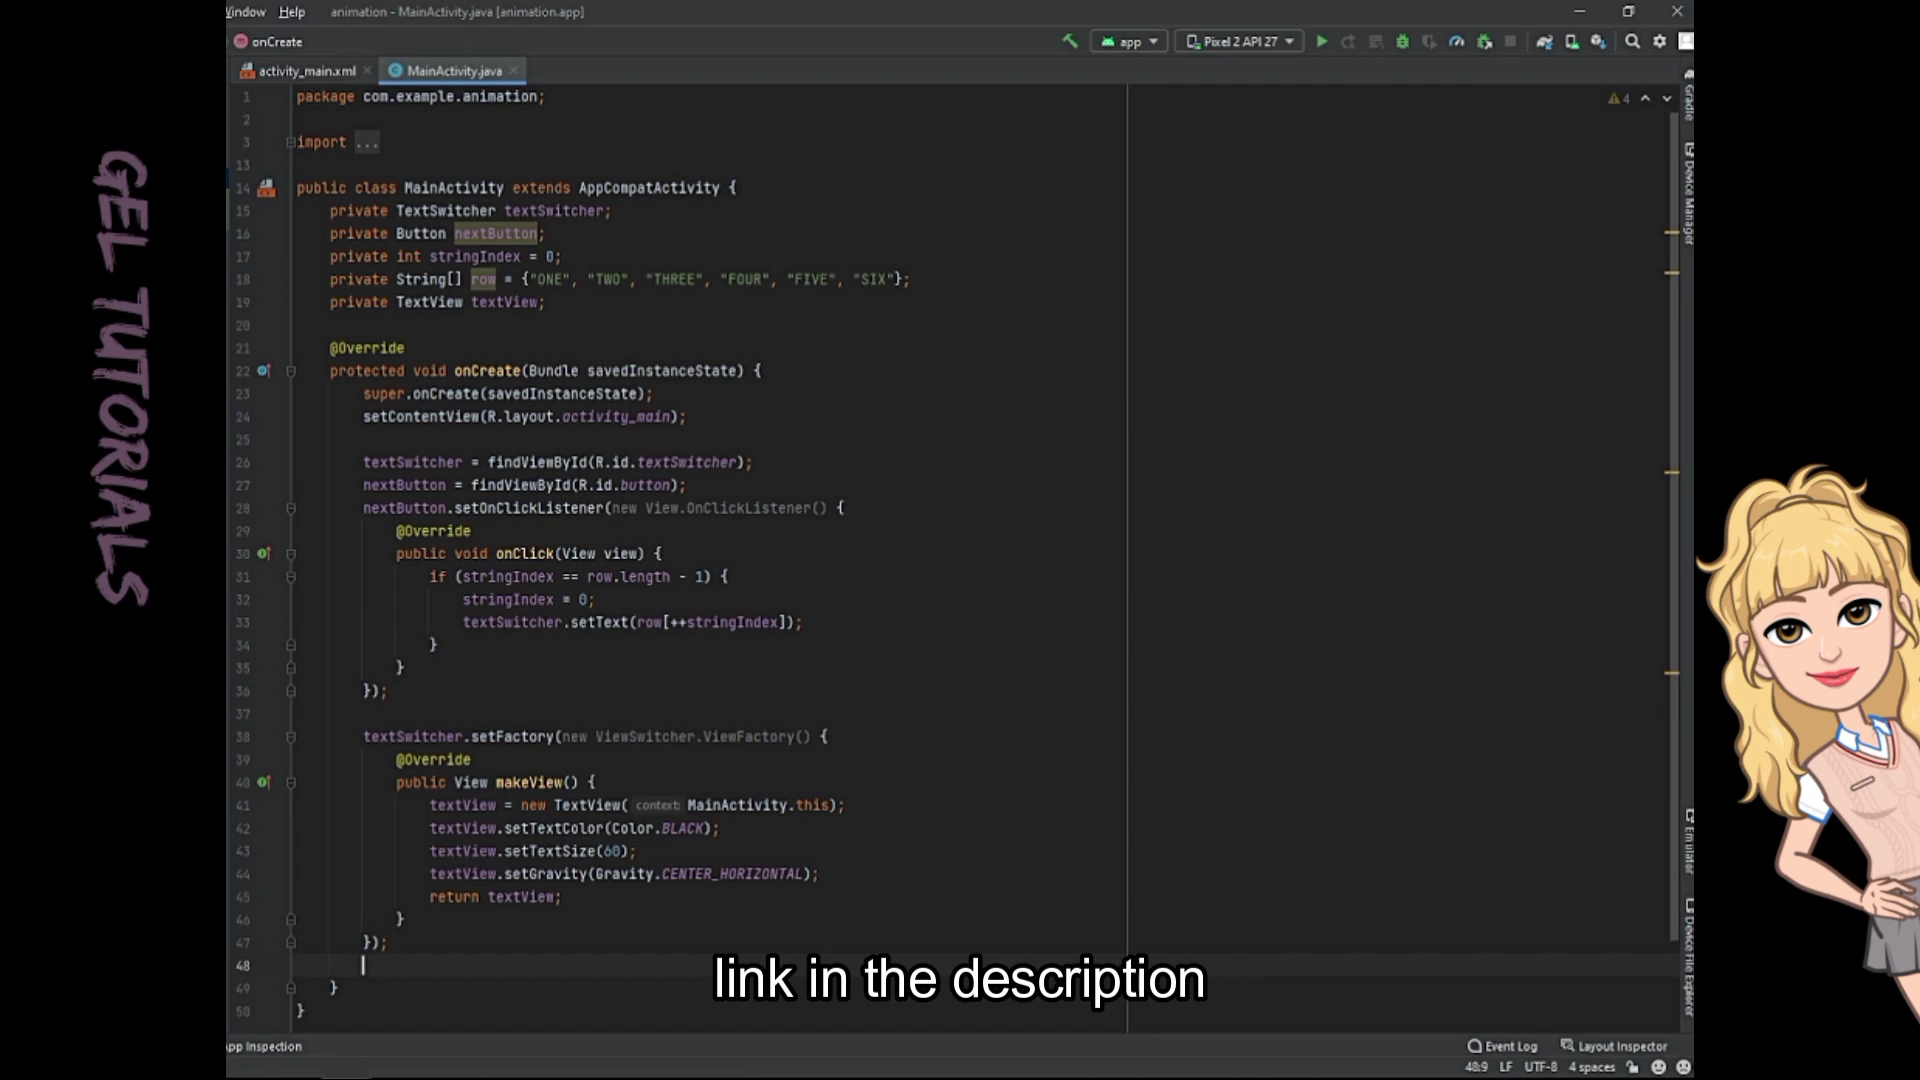 Window Help animation - MainActivity.java [animation.app]
onCreate app Pixel 2 API 27
activity_main.xml MainActivity.java
1 package com.example.animation;
2
3 import ...
13
14 public class MainActivity extends AppCompatActivity {
15 private TextSwitcher textSwitcher;
16 private Button nextButton;
17 private int stringIndex = 0;
18 private String[] row = {"ONE", "TWO", "THREE", "FOUR", "FIVE", "SIX"};
19 private TextView textView;
20
21 @Override
22 protected void onCreate(Bundle savedInstanceState) {
23 super.onCreate(savedInstanceState);
24 setContentView(R.layout.activity_main);
25
26 textSwitcher = findViewById(R.id.textSwitcher);
27 nextButton = findViewById(R.id.button);
28 nextButton.setOnClickListener(new View.OnClickListener() {
29 @Override
30 public void onClick(View view) {
31 if (stringIndex == row.length - 1) {
32 stringIndex = 0;
33 textSwitcher.setText(row[++stringIndex]);
34 }
35 }
36 });
37
38 textSwitcher.setFactory(new ViewSwitcher.ViewFactory() {
39 @Override
40 public View makeView() {
41 textView = new TextView( context: MainActivity.this);
42 textView.setTextColor(Color.BLACK);
43 textView.setTextSize(60);
44 textView.setGravity(Gravity.CENTER_HORIZONTAL);
45 return textView;
46 }
47 });
48
49 }
50 }
4
Gradle
Device Manager
Emulator
Device File Explorer
GEL TUTORIALS
link in the description
App Inspection Event Log Layout Inspector
48:9 LF UTF-8 4 spaces